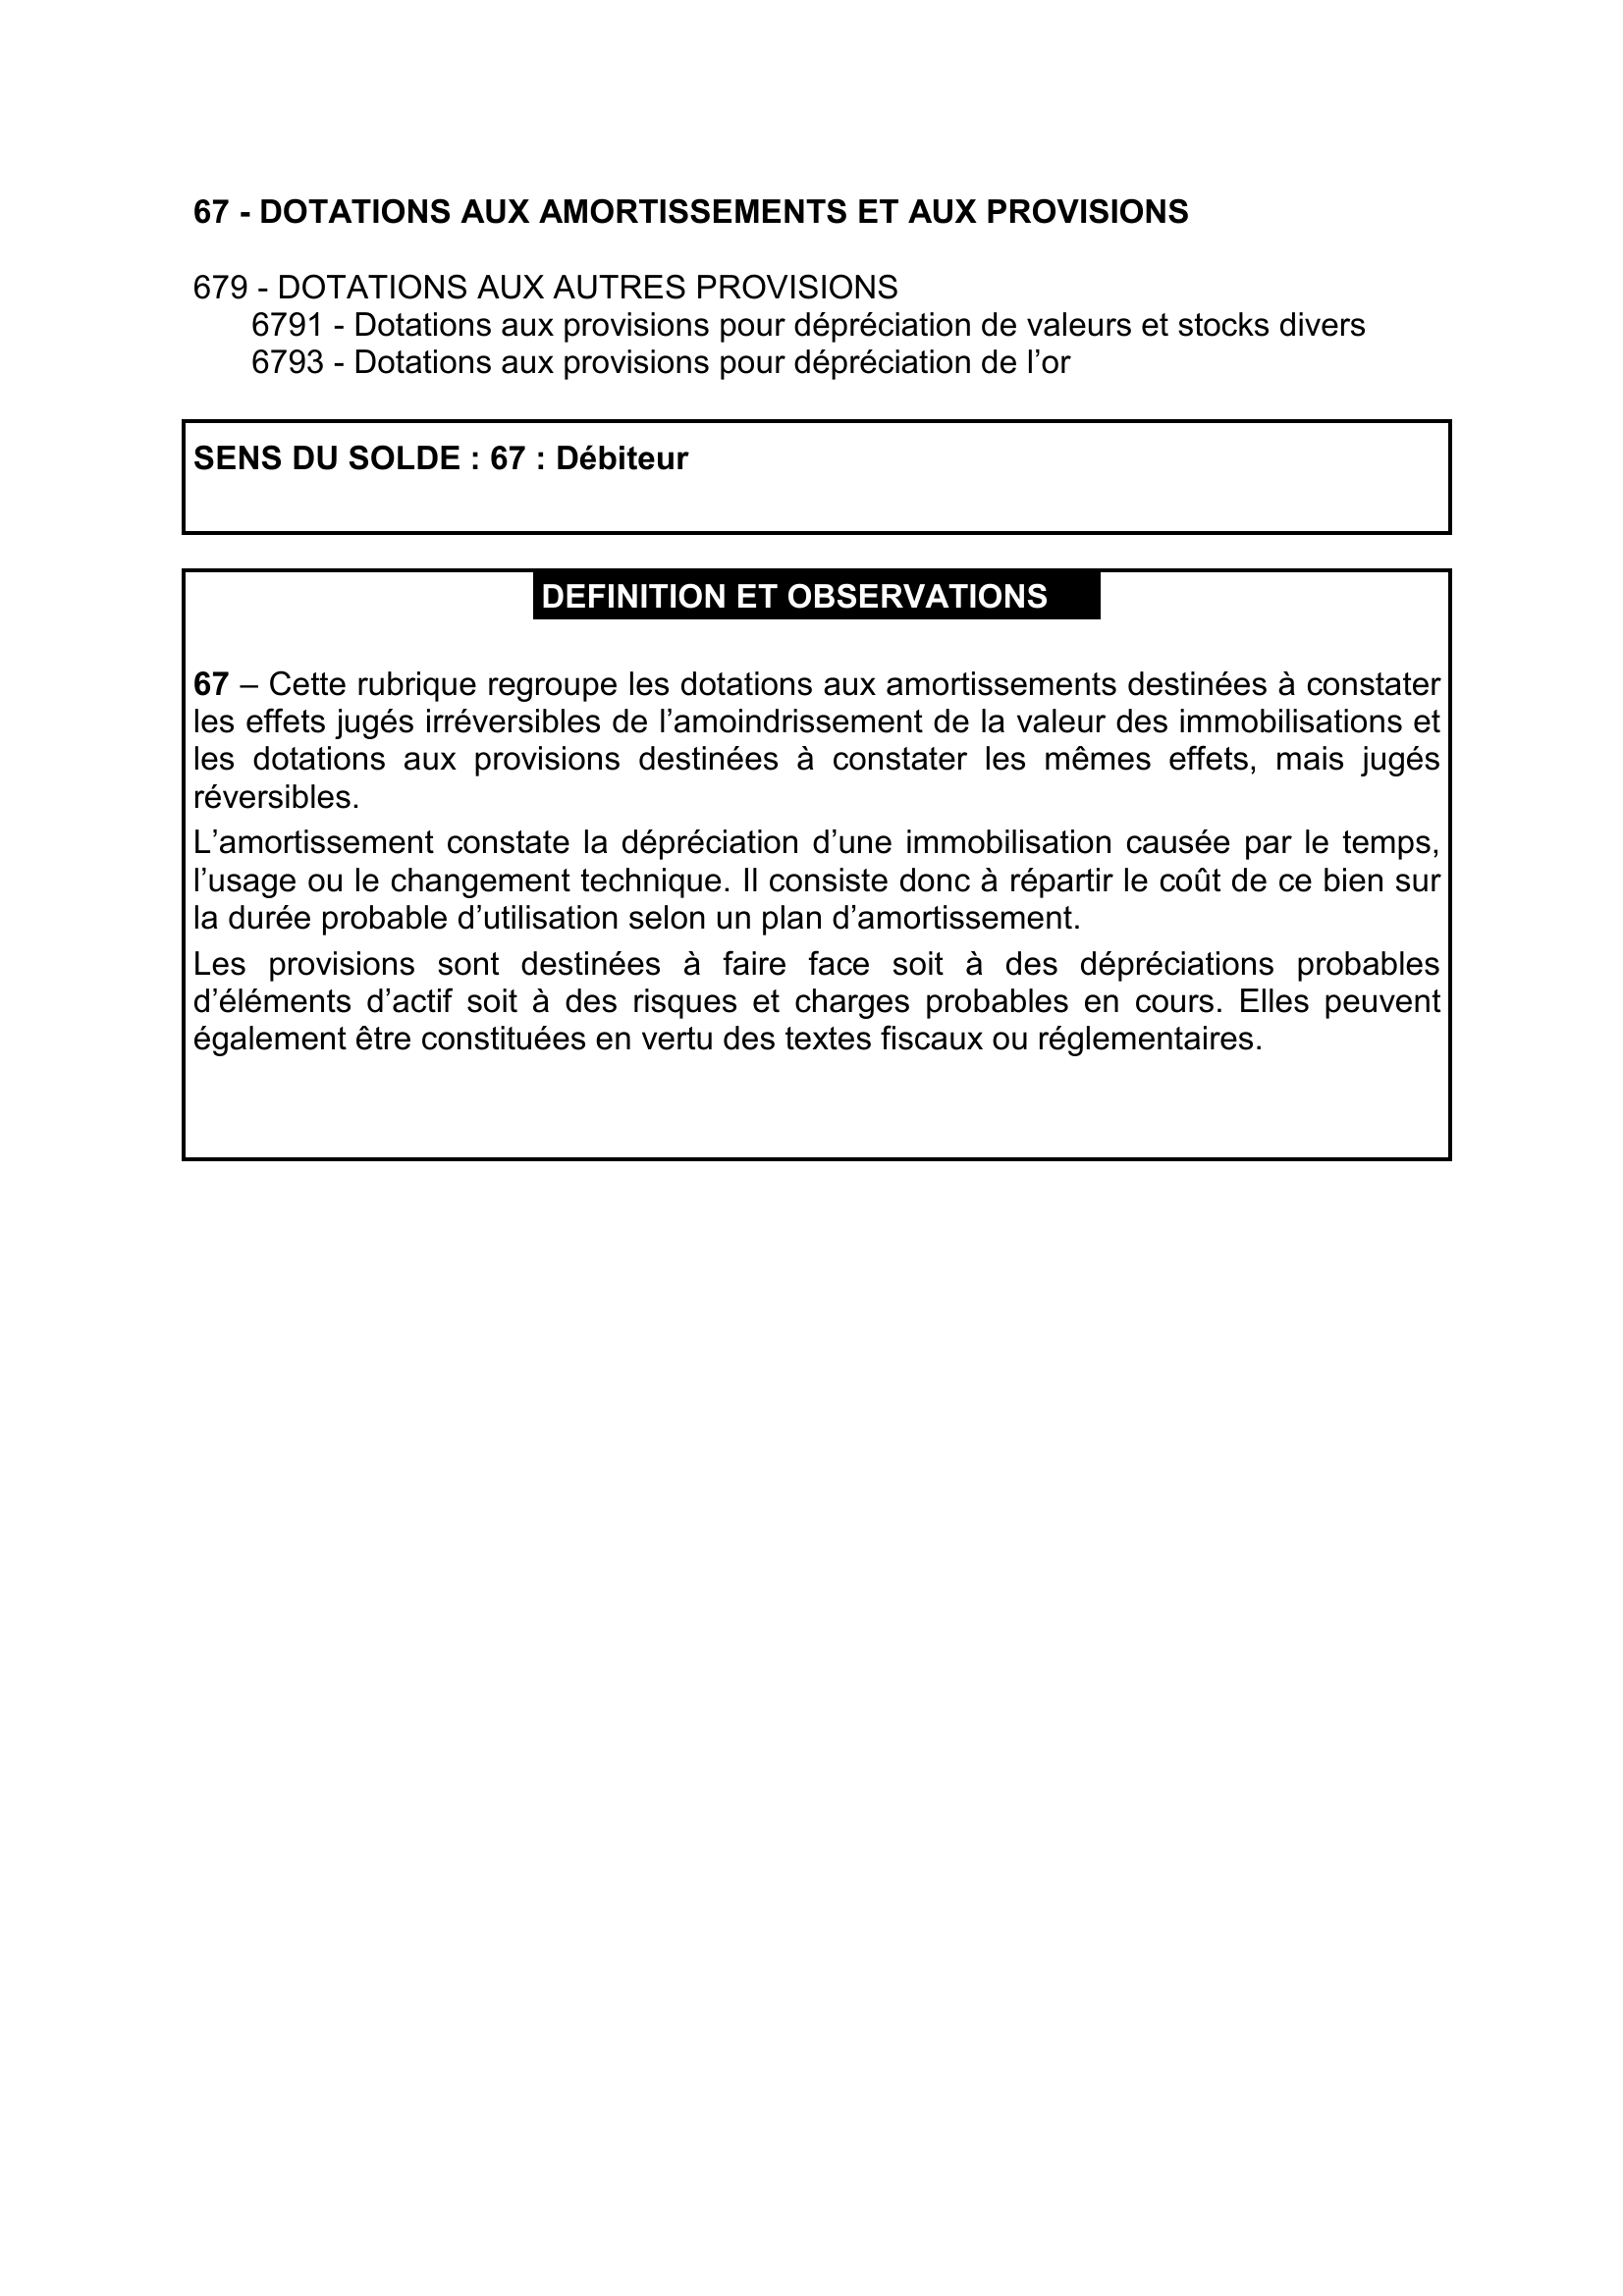 67 - DOTATIONS AUX AMORTISSEMENTS ET AUX PROVISIONS
679 - DOTATIONS AUX AUTRES PROVISIONS
6791 - Dotations aux provisions pour dépréciation de valeurs et stocks divers
6793 - Dotations aux provisions pour dépréciation de l’or
SENS DU SOLDE : 67 : Débiteur
DEFINITION ET OBSERVATIONS
67 – Cette rubrique regroupe les dotations aux amortissements destinées à constater
les effets jugés irréversibles de l’amoindrissement de la valeur des immobilisations et
les dotations aux provisions destinées à constater les mêmes effets, mais jugés
réversibles.
L’amortissement constate la dépréciation d’une immobilisation causée par le temps,
l’usage ou le changement technique. Il consiste donc à répartir le coût de ce bien sur
la durée probable d’utilisation selon un plan d’amortissement.
Les provisions sont destinées à faire face soit à des dépréciations probables
d’éléments d’actif soit à des risques et charges probables en cours. Elles peuvent
également être constituées en vertu des textes fiscaux ou réglementaires.